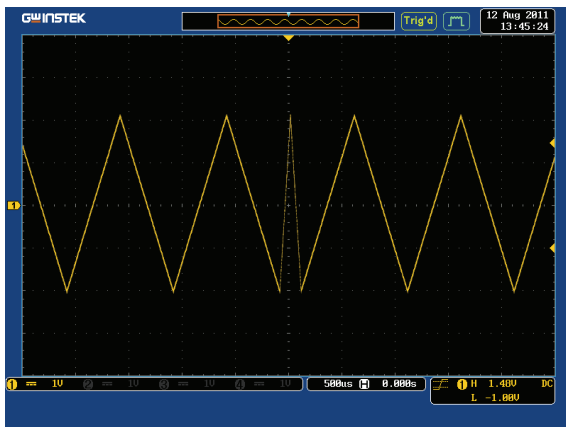 GWINSTEK
Trig'd
12 Aug 2011
13:45:24
1
1 1V 2 1V 3 1V 4 1V
500us H 0.000s
1 H 1.48V DC
L -1.00V